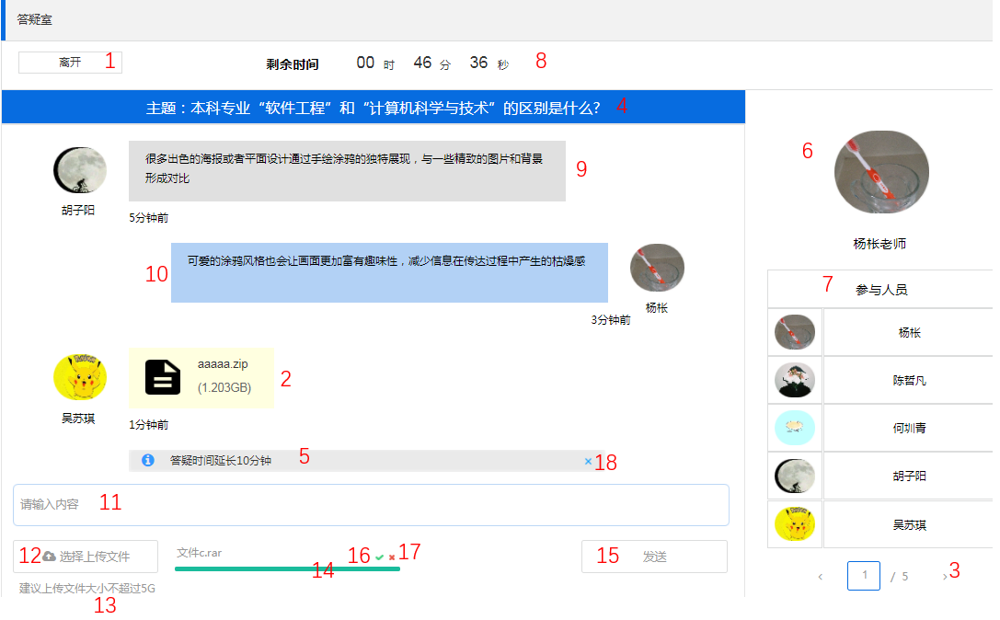 答疑室
离开 1
剩余时间 00 时 46 分 36 秒 8
主题：本科专业“软件工程”和“计算机科学与技术”的区别是什么？ 4
很多出色的海报或者平面设计通过手绘涂鸦的独特展现，与一些精致的图片和背景
形成对比
9
胡子阳
5分钟前
10
可爱的涂鸦风格也会让画面更加富有趣味性，减少信息在传达过程中产生的枯燥感
杨枨
3分钟前
aaaaa.zip
(1.203GB)
2
吴苏琪
1分钟前
答疑时间延长10分钟 5 × 18
请输入内容 11
12 选择上传文件
建议上传文件大小不超过5G
13
文件c.rar
14
16 17
15 发送
6
杨枨老师
7 参与人员
杨枨
陈哲凡
何圳青
胡子阳
吴苏琪
‹ 1 / 5 › 3